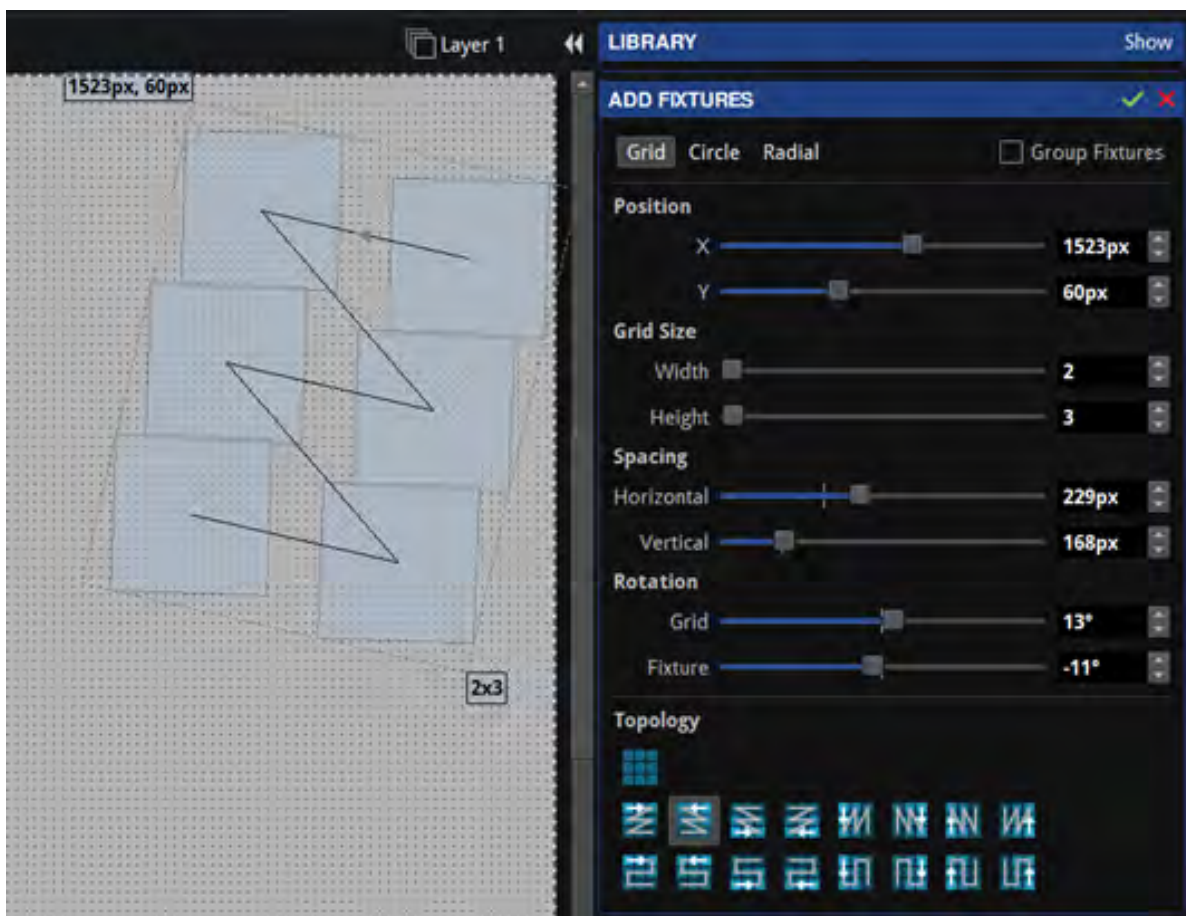 Layer 1
1523px, 60px
2x3
LIBRARY Show
ADD FIXTURES
Grid Circle Radial Group Fixtures
Position
X 1523px
Y 60px
Grid Size
Width 2
Height 3
Spacing
Horizontal 229px
Vertical 168px
Rotation
Grid 13°
Fixture -11°
Topology